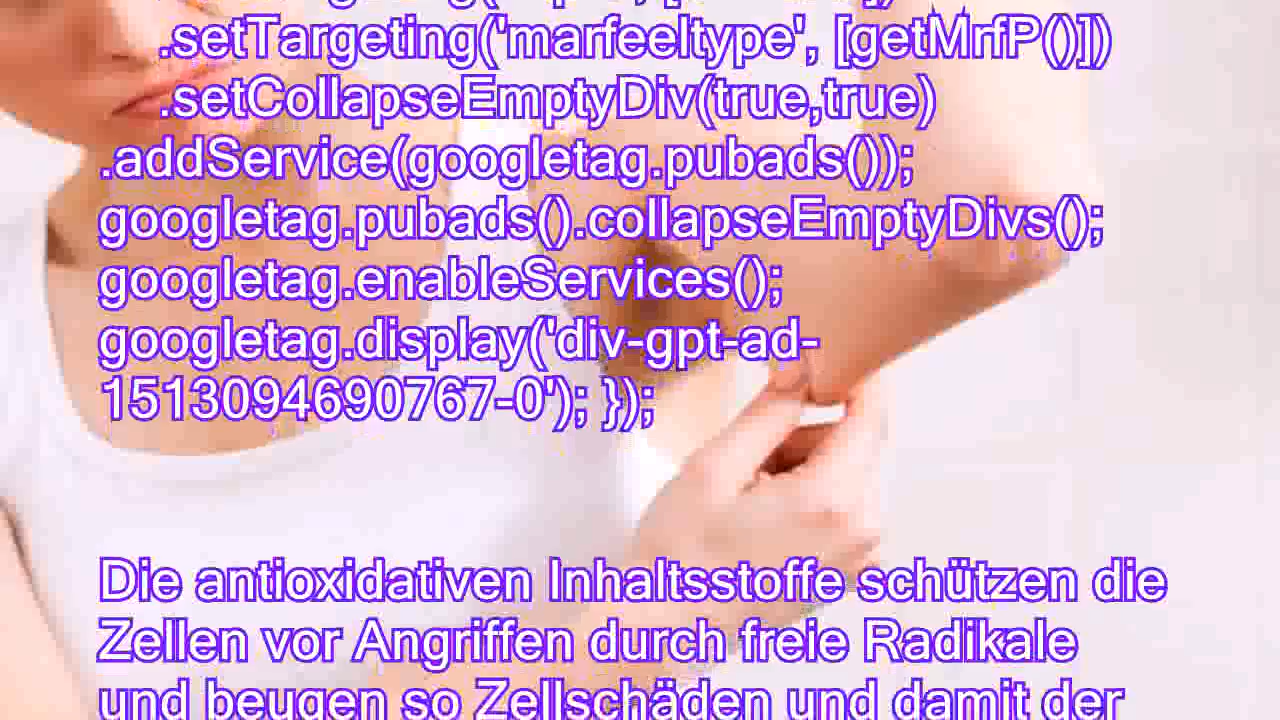 .setTargeting('marfeeltype', [getMrfP()])
.setCollapseEmptyDiv(true,true)
.addService(googletag.pubads());
googletag.pubads().collapseEmptyDivs();
googletag.enableServices();
googletag.display('div-gpt-ad-
1513094690767-0'); });
Die antioxidativen Inhaltsstoffe schützen die
Zellen vor Angriffen durch freie Radikale
und beugen so Zellschäden und damit der